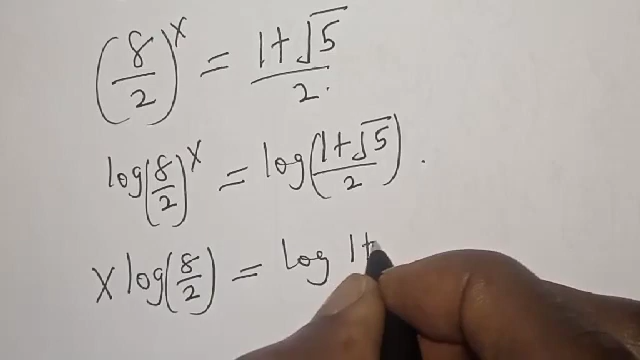 (8/2)^x = (1+√5)/2.
log(8/2)^x = log((1+√5)/2).
x log(8/2) = log 1+